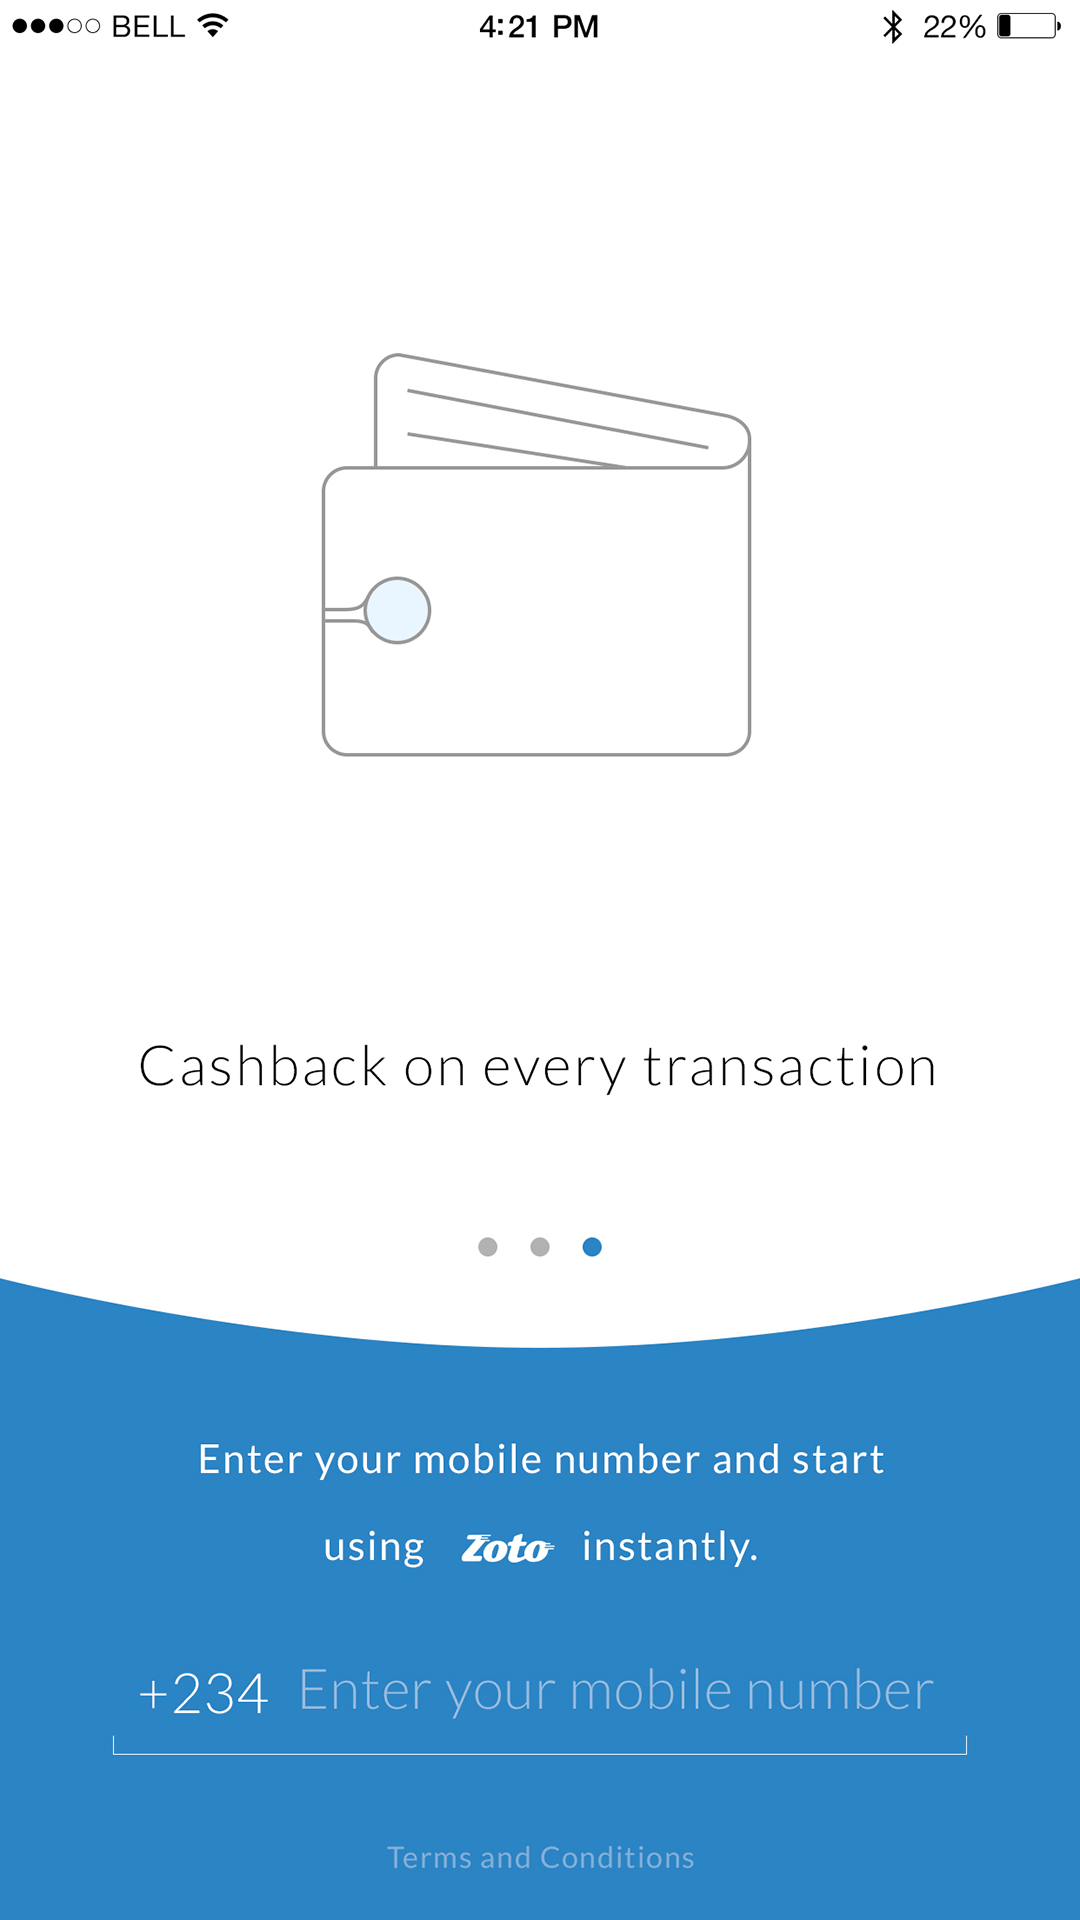 BELL 4:21 PM 22%
Cashback on every transaction
Enter your mobile number and start
using Zoto instantly.
+234 Enter your mobile number
Terms and Conditions